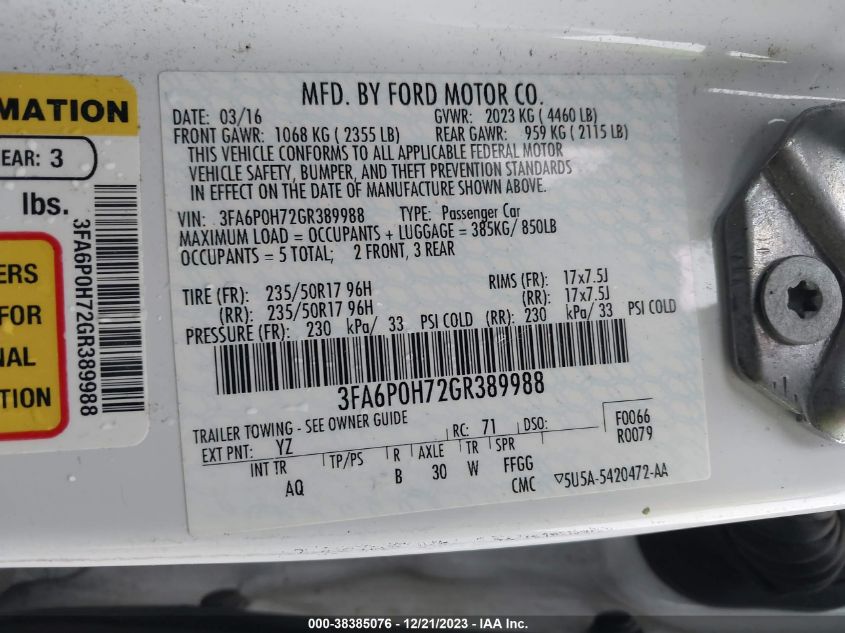 MATION
EAR: 3
lbs.
3FA6P0H72GR389988
ERS
FOR
NAL
TION
MFD. BY FORD MOTOR CO.
DATE: 03/16 GVWR: 2023 KG ( 4460 LB)
FRONT GAWR: 1068 KG ( 2355 LB) REAR GAWR: 959 KG ( 2115 LB)
THIS VEHICLE CONFORMS TO ALL APPLICABLE FEDERAL MOTOR
VEHICLE SAFETY, BUMPER, AND THEFT PREVENTION STANDARDS
IN EFFECT ON THE DATE OF MANUFACTURE SHOWN ABOVE.
VIN: 3FA6P0H72GR389988 TYPE: Passenger Car
MAXIMUM LOAD = OCCUPANTS + LUGGAGE = 385KG/ 850LB
OCCUPANTS = 5 TOTAL; 2 FRONT, 3 REAR
TIRE (FR): 235/50R17 96H RIMS (FR): 17x7.5J
(RR): 235/50R17 96H (RR): 17x7.5J
PRESSURE (FR): 230 kPa/ 33 PSI COLD (RR): 230 kPa/ 33 PSI COLD
3FA6P0H72GR389988
TRAILER TOWING - SEE OWNER GUIDE
EXT PNT: YZ RC: 71 DSO: F0066
R0079
INT TR TP/PS R AXLE TR SPR
AQ B 30 W FFGG
CMC ▽5U5A-5420472-AA
000-38385076 - 12/21/2023 - IAA Inc.